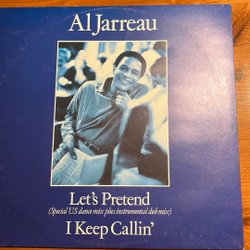 Al Jarreau
Let's Pretend
(Special US dance mix plus instrumental dub mix)
I Keep Callin'